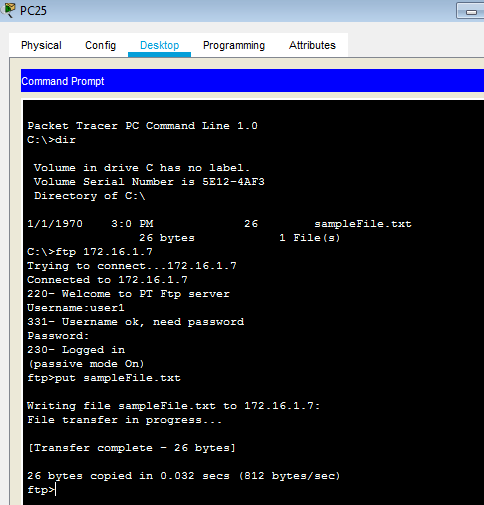 PC25
Physical Config Desktop Programming Attributes
Command Prompt
Packet Tracer PC Command Line 1.0
C:\>dir
Volume in drive C has no label.
Volume Serial Number is 5E12-4AF3
Directory of C:\
1/1/1970 3:0 PM 26 sampleFile.txt
26 bytes 1 File(s)
C:\>ftp 172.16.1.7
Trying to connect...172.16.1.7
Connected to 172.16.1.7
220- Welcome to PT Ftp server
Username:user1
331- Username ok, need password
Password:
230- Logged in
(passive mode On)
ftp>put sampleFile.txt
Writing file sampleFile.txt to 172.16.1.7:
File transfer in progress...
[Transfer complete - 26 bytes]
26 bytes copied in 0.032 secs (812 bytes/sec)
ftp>